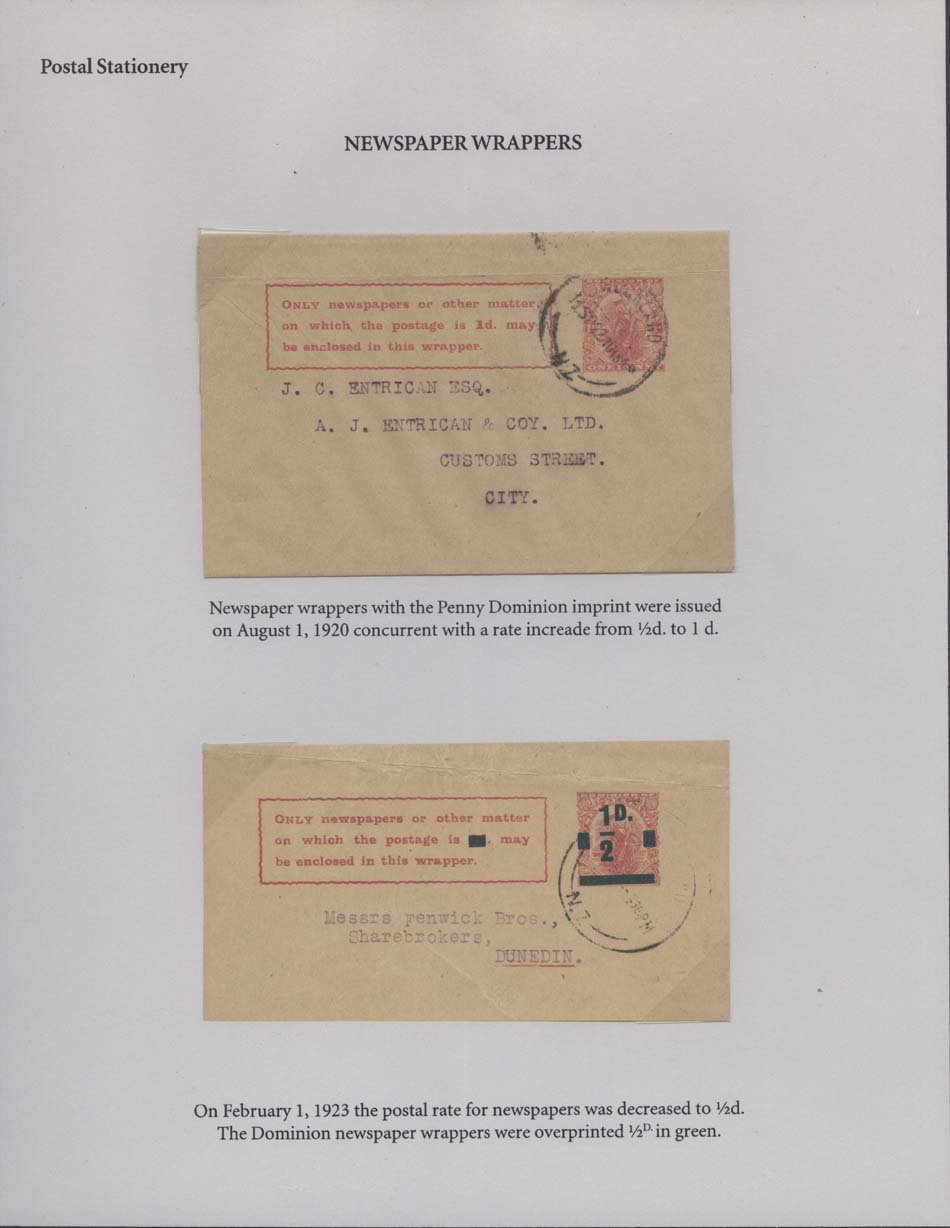 Postal Stationery
NEWSPAPER WRAPPERS
ONLY newspapers or other matter
on which the postage is 1d. may
be enclosed in this wrapper.
N.Z
ONE PENNY
J. C. ENTRICAN ESQ.
A. J. ENTRICAN & COY. LTD.
CUSTOMS STREET.
CITY.
Newspaper wrappers with the Penny Dominion imprint were issued
on August 1, 1920 concurrent with a rate increade from ½d. to 1 d.
ONLY newspapers or other matter
on which the postage is . may
be enclosed in this wrapper.
1D.
2
N.Z
PM
Messrs Fenwick Bros.,
Sharebrokers,
DUNEDIN.
On February 1, 1923 the postal rate for newspapers was decreased to ½d.
The Dominion newspaper wrappers were overprinted ½D. in green.